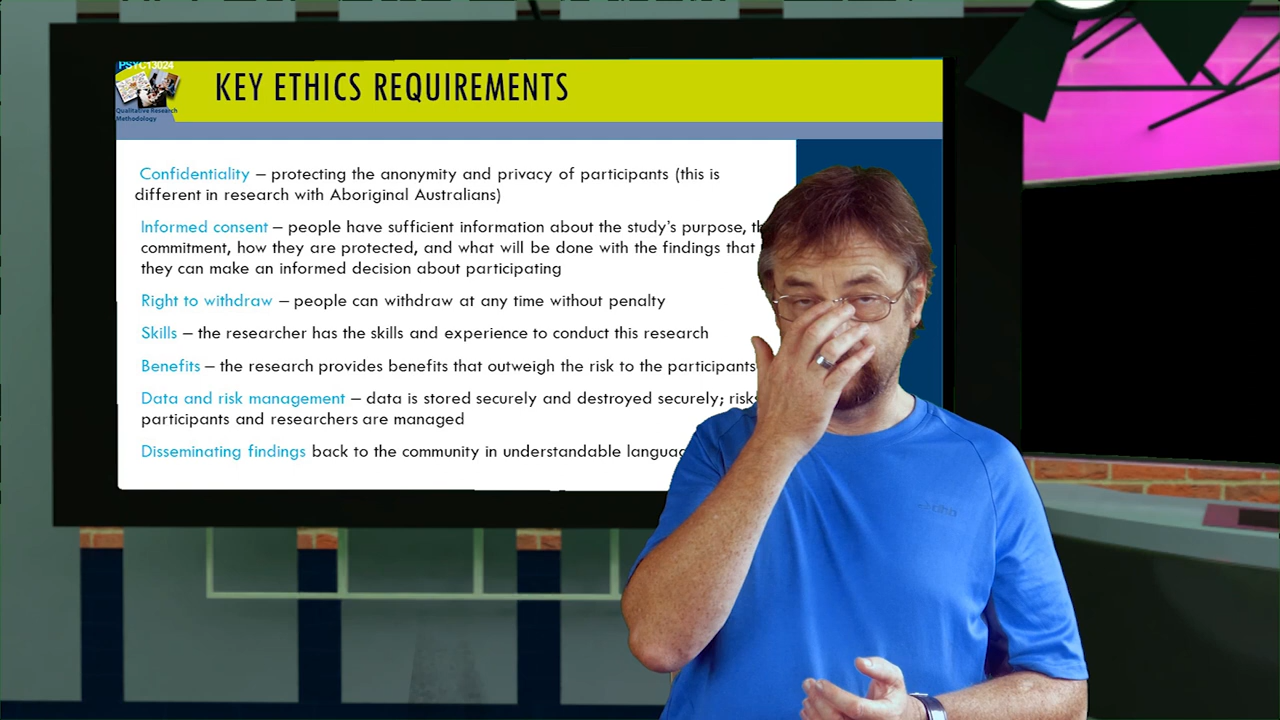 PSYC13024
Qualitative Research
Methodology
KEY ETHICS REQUIREMENTS
Confidentiality – protecting the anonymity and privacy of participants (this is
different in research with Aboriginal Australians)
Informed consent – people have sufficient information about the study's purpose,
commitment, how they are protected, and what will be done with the findings that
they can make an informed decision about participating
Right to withdraw – people can withdraw at any time without penalty
Skills – the researcher has the skills and experience to conduct this research
Benefits – the research provides benefits that outweigh the risk to the participants
Data and risk management – data is stored securely and destroyed securely;
participants and researchers are managed
Disseminating findings back to the community in understandable